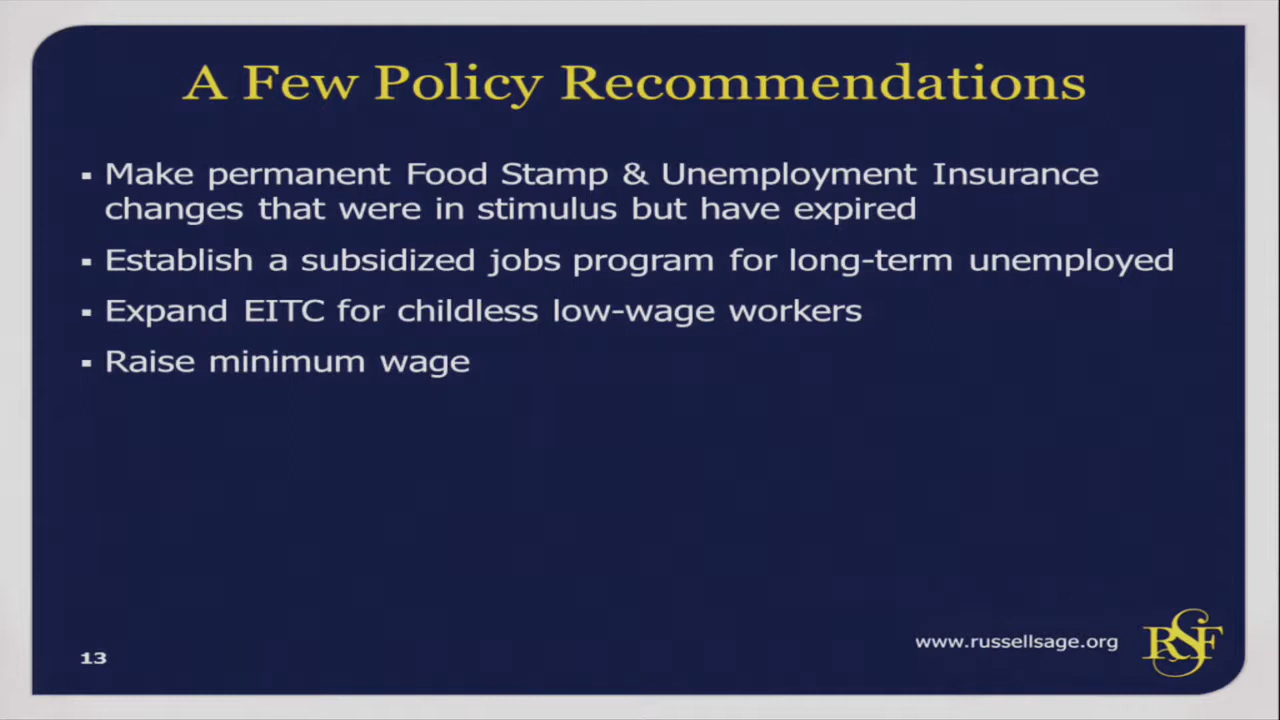 A Few Policy Recommendations
▪ Make permanent Food Stamp & Unemployment Insurance
changes that were in stimulus but have expired
▪ Establish a subsidized jobs program for long-term unemployed
▪ Expand EITC for childless low-wage workers
▪ Raise minimum wage
www.russellsage.org
RSF
13